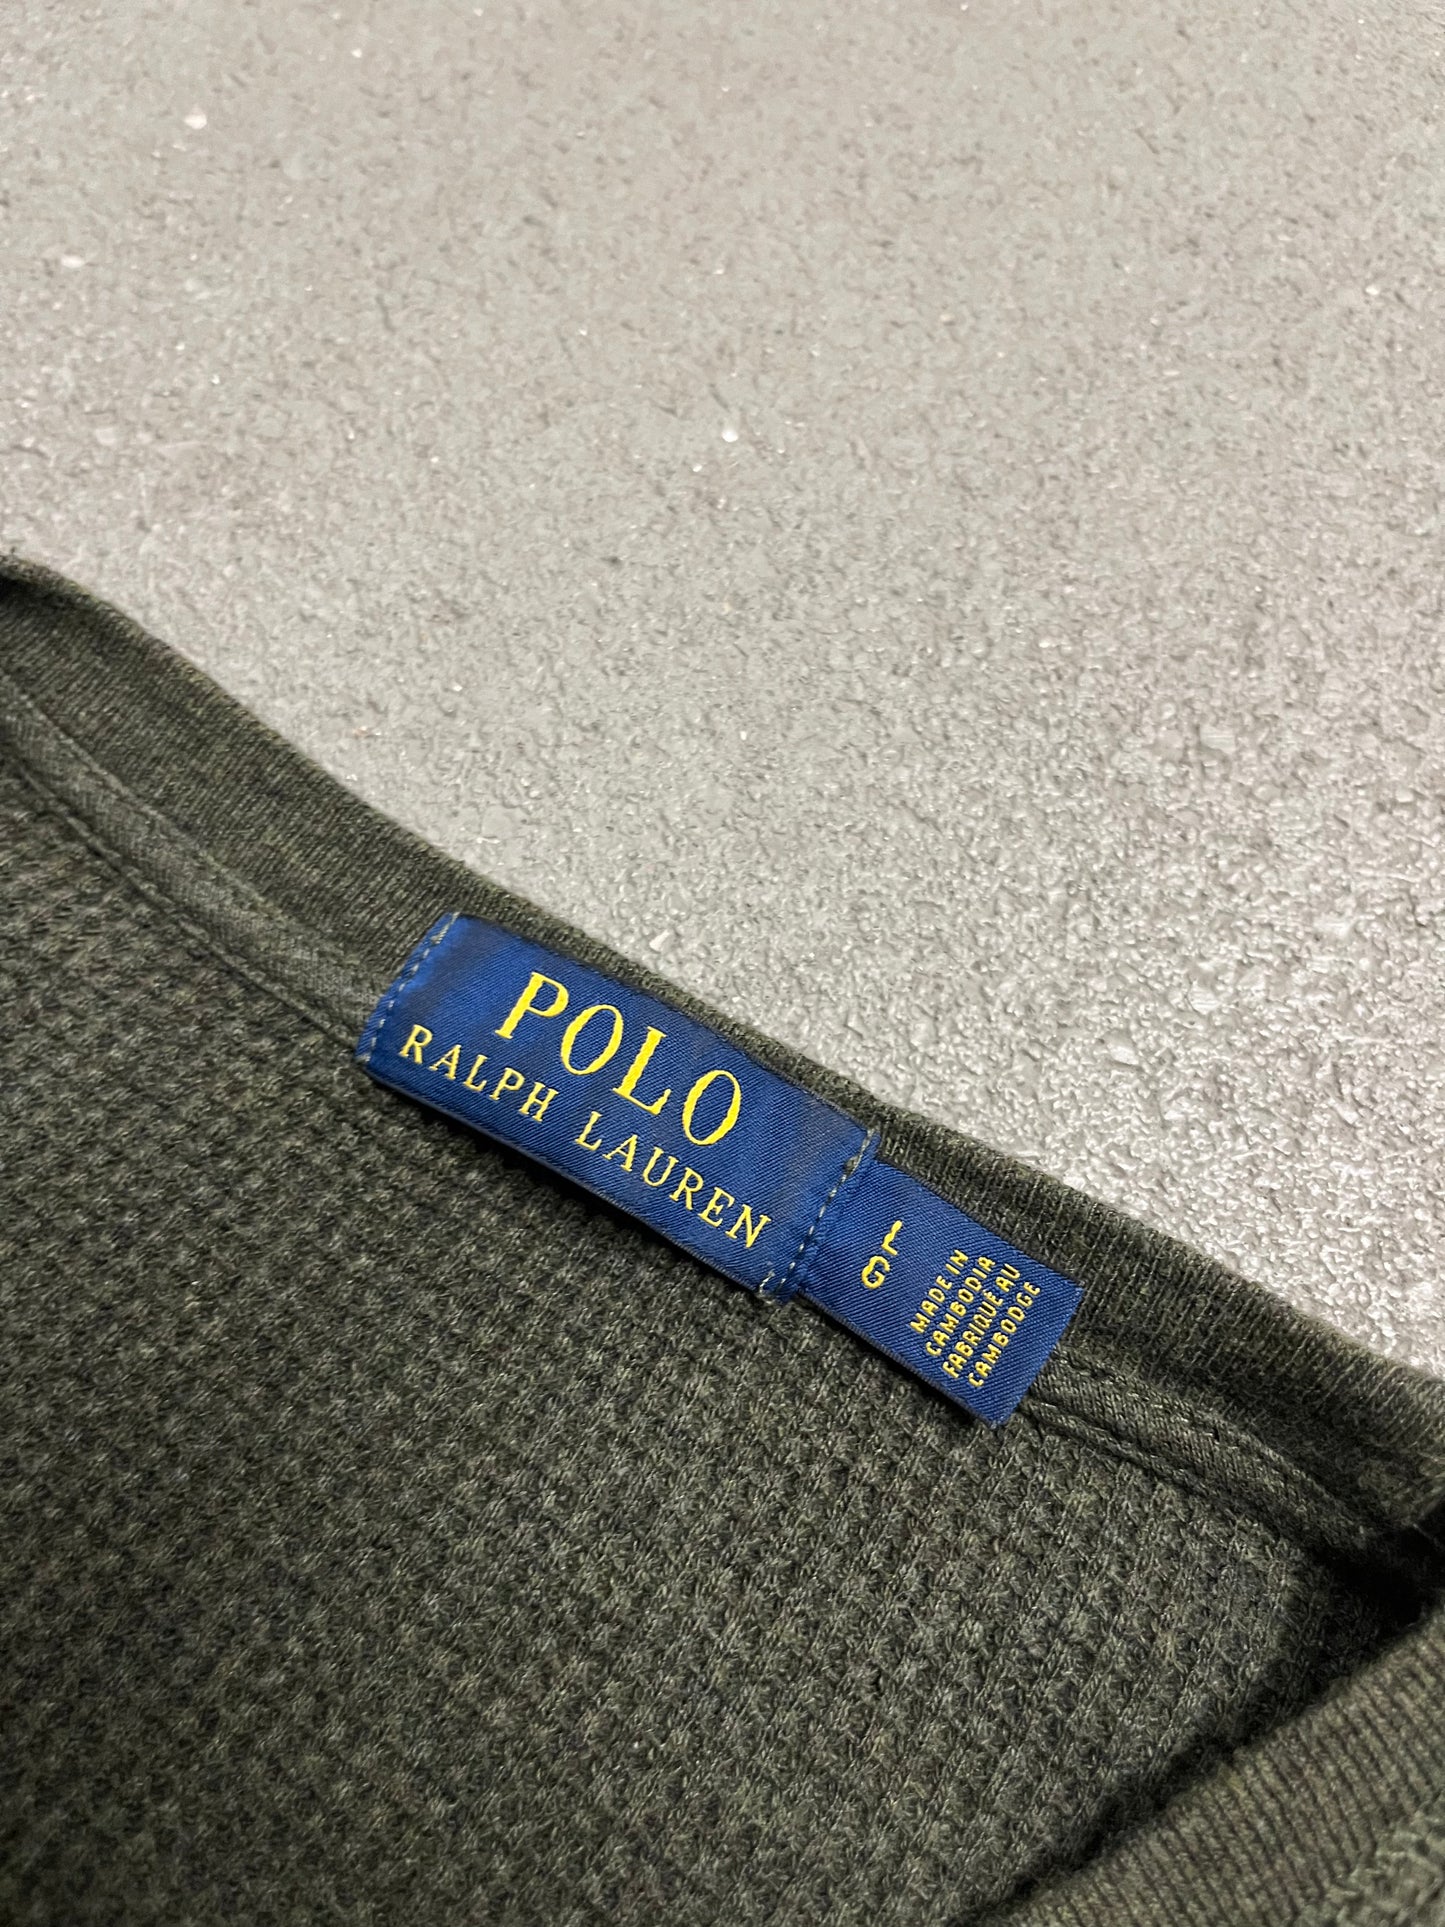 POLO
RALPH LAUREN
L
G
MADE IN
CAMBODIA
FABRIQUÉ AU
CAMBODGE